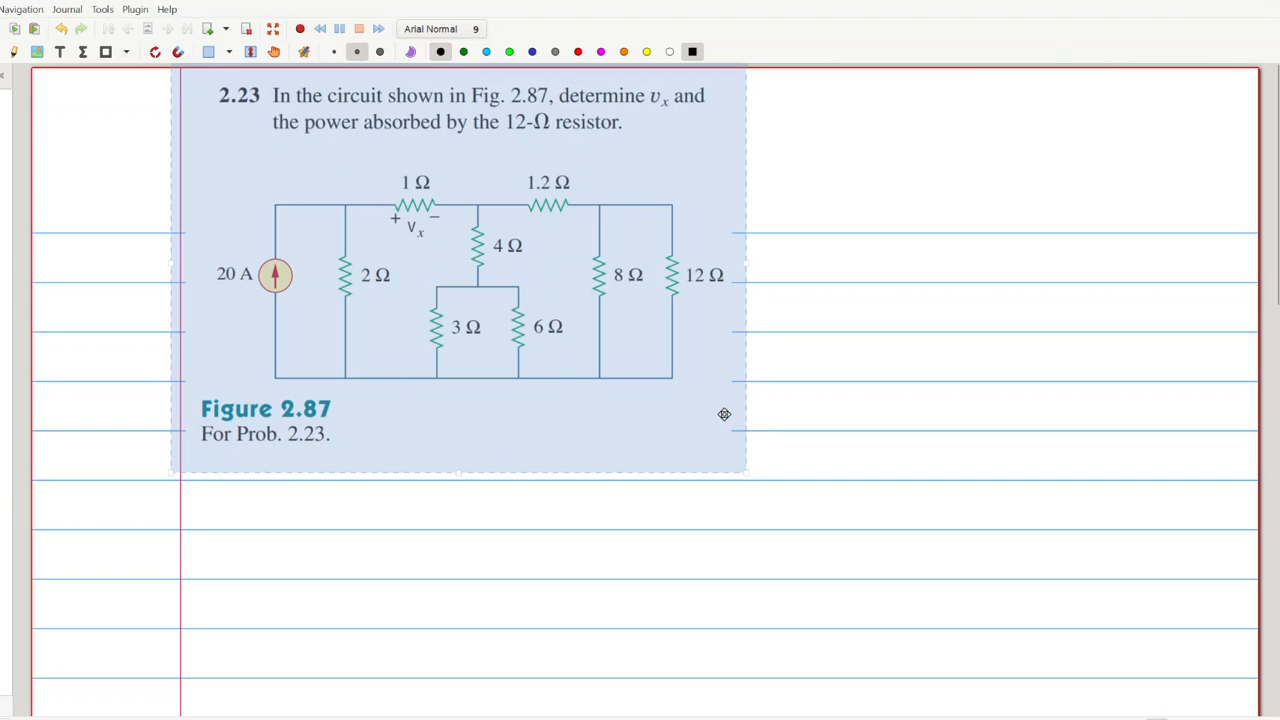 Navigation Journal Tools Plugin Help
Arial Normal 9
2.23 In the circuit shown in Fig. 2.87, determine vₓ and
the power absorbed by the 12-Ω resistor.
1 Ω 1.2 Ω
+ vₓ −
4 Ω
20 A 2 Ω 8 Ω 12 Ω
3 Ω 6 Ω
Figure 2.87
For Prob. 2.23.